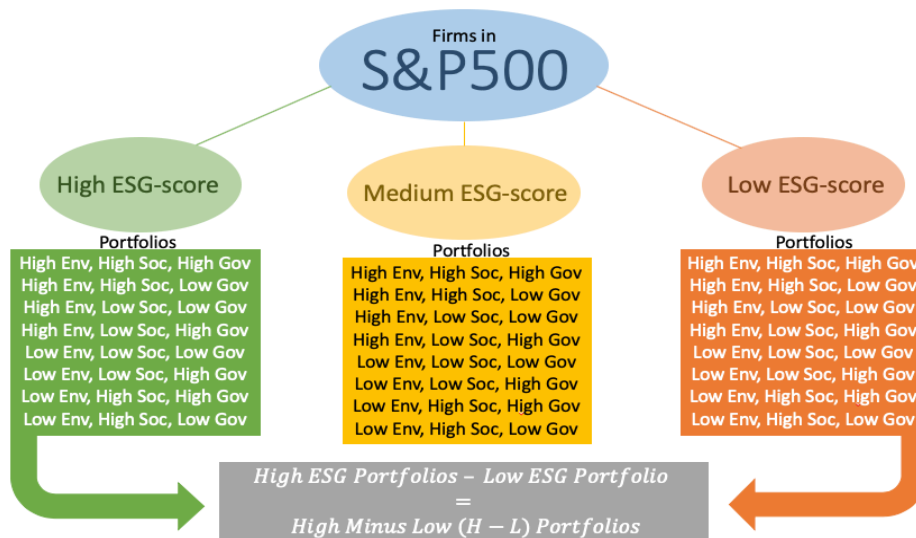 Firms in
S&P500
High ESG-score
Medium ESG-score
Low ESG-score
Portfolios
High Env, High Soc, High Gov
High Env, High Soc, Low Gov
High Env, Low Soc, Low Gov
High Env, Low Soc, High Gov
Low Env, Low Soc, Low Gov
Low Env, Low Soc, High Gov
Low Env, High Soc, High Gov
Low Env, High Soc, Low Gov
Portfolios
High Env, High Soc, High Gov
High Env, High Soc, Low Gov
High Env, Low Soc, Low Gov
High Env, Low Soc, High Gov
Low Env, Low Soc, Low Gov
Low Env, Low Soc, High Gov
Low Env, High Soc, High Gov
Low Env, High Soc, Low Gov
Portfolios
High Env, High Soc, High Gov
High Env, High Soc, Low Gov
High Env, Low Soc, Low Gov
High Env, Low Soc, High Gov
Low Env, Low Soc, Low Gov
Low Env, Low Soc, High Gov
Low Env, High Soc, High Gov
Low Env, High Soc, Low Gov
High ESG Portfolios – Low ESG Portfolio
=
High Minus Low (H – L) Portfolios